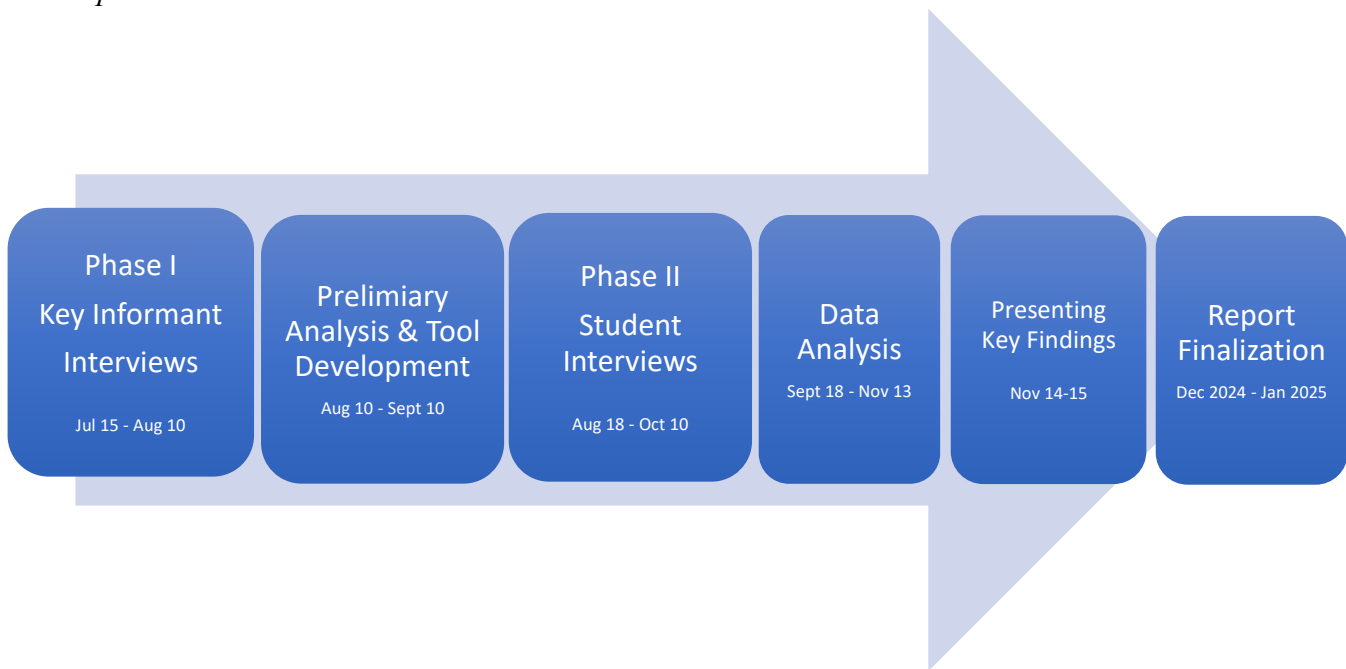 Phase I
Key Informant
Interviews
Jul 15 - Aug 10
Prelimiary
Analysis & Tool
Development
Aug 10 - Sept 10
Phase II
Student
Interviews
Aug 18 - Oct 10
Data
Analysis
Sept 18 - Nov 13
Presenting
Key Findings
Nov 14-15
Report
Finalization
Dec 2024 - Jan 2025